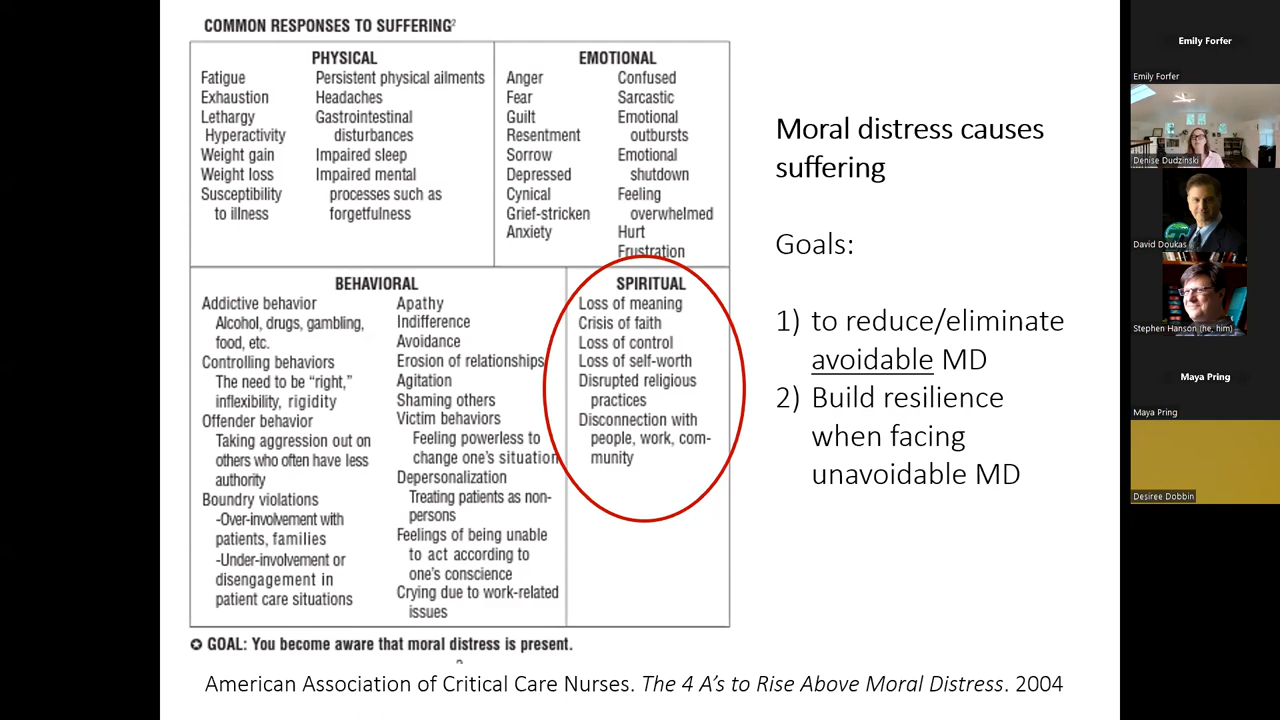 COMMON RESPONSES TO SUFFERING²
PHYSICAL
Fatigue
Exhaustion
Lethargy
Hyperactivity
Weight gain
Weight loss
Susceptibility
to illness
Persistent physical ailments
Headaches
Gastrointestinal
disturbances
Impaired sleep
Impaired mental
processes such as
forgetfulness
EMOTIONAL
Anger
Fear
Guilt
Resentment
Sorrow
Depressed
Cynical
Grief-stricken
Anxiety
Confused
Sarcastic
Emotional
outbursts
Emotional
shutdown
Feeling
overwhelmed
Hurt
Frustration
BEHAVIORAL
Addictive behavior
Alcohol, drugs, gambling,
food, etc.
Controlling behaviors
The need to be “right,”
inflexibility, rigidity
Offender behavior
Taking aggression out on
others who often have less
authority
Boundry violations
-Over-involvement with
patients, families
-Under-involvement or
disengagement in
patient care situations
Apathy
Indifference
Avoidance
Erosion of relationships
Agitation
Shaming others
Victim behaviors
Feeling powerless to
change one’s situation
Depersonalization
Treating patients as non-
persons
Feelings of being unable
to act according to
one’s conscience
Crying due to work-related
issues
SPIRITUAL
Loss of meaning
Crisis of faith
Loss of control
Loss of self-worth
Disrupted religious
practices
Disconnection with
people, work, com-
munity
✪ GOAL: You become aware that moral distress is present.
American Association of Critical Care Nurses. The 4 A’s to Rise Above Moral Distress. 2004
Moral distress causes
suffering
Goals:
1) to reduce/eliminate
avoidable MD
2) Build resilience
when facing
unavoidable MD
Emily Forfer
Emily Forfer
Denise Dudzinski
David Doukas
Stephen Hanson (he, him)
Maya Pring
Maya Pring
Desiree Dobbin